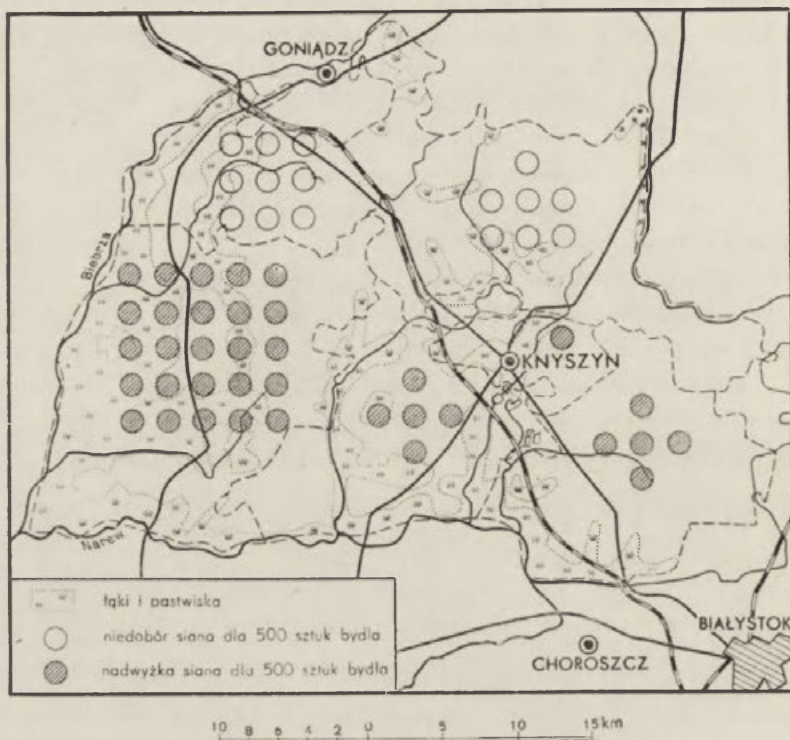 GONIĄDZ
Biebrza
KNYSZYN
Narew
BIAŁYSTOK
CHOROSZCZ
łąki i pastwiska
niedobór siana dla 500 sztuk bydła
nadwyżka siana dla 500 sztuk bydła
10 8 6 4 2 0 5 10 15 km